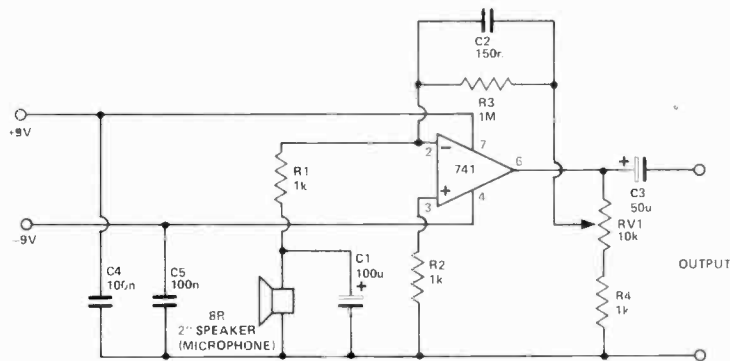 C2
150n
R3
1M
+9V
-9V
R1
1k
2
7
741
6
3
4
C3
50u
RV1
10k
C4
100n
C5
100n
C1
100u
R2
1k
R4
1k
OUTPUT
8R
2" SPEAKER
(MICROPHONE)